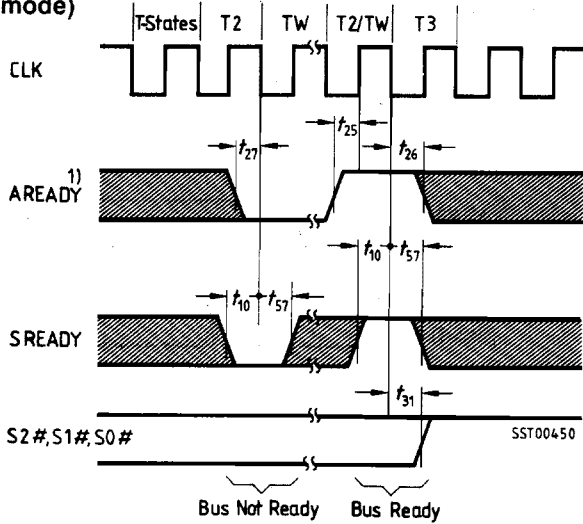 mode)
T-States T2 TW T2/TW T3
CLK
t25
t27 t26
1)
AREADY
t10 t57
t10 t57
SREADY
t31
S2#,S1#,S0# SST00450
Bus Not Ready Bus Ready